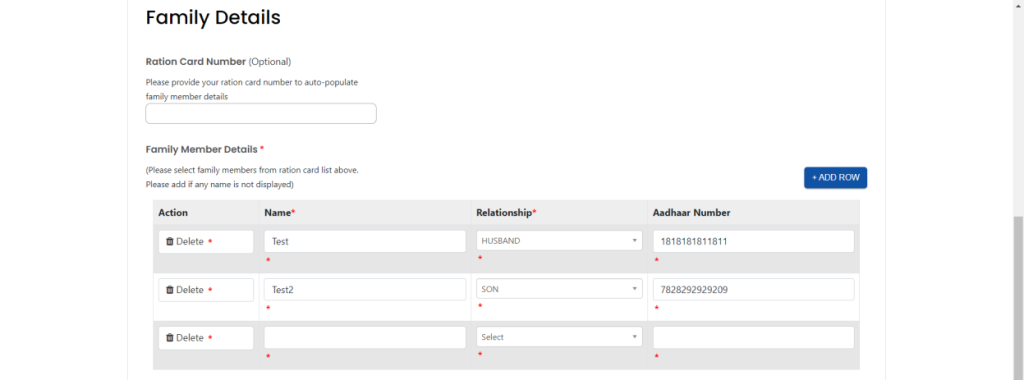 Family Details
Ration Card Number (Optional)
Please provide your ration card number to auto-populate
family member details
Family Member Details *
(Please select family members from ration card list above.
Please add if any name is not displayed)
+ ADD ROW
Action Name* Relationship* Aadhaar Number
Delete * Test HUSBAND 1818181811811
* * *
Delete * Test2 SON 7828292929209
* * *
Delete * Select
* * *